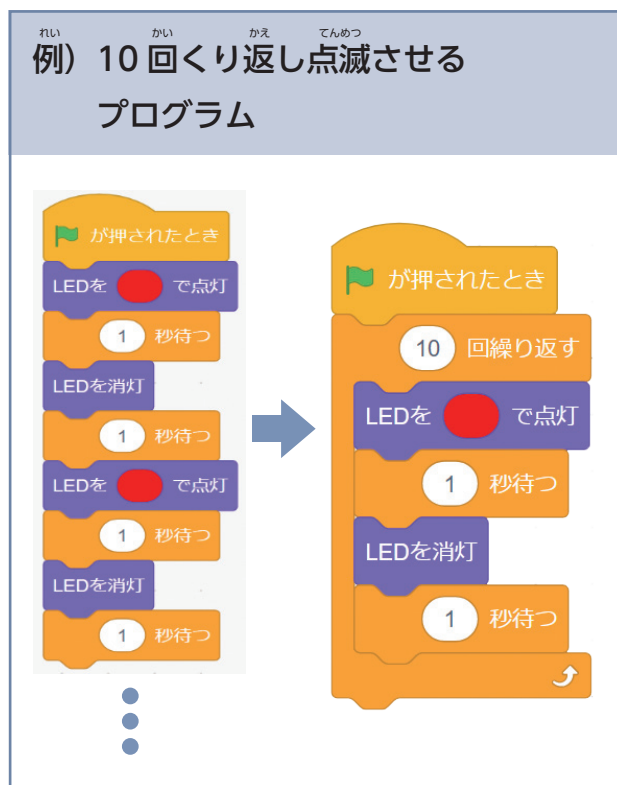 例) 10回くり返し点滅させる
れい かい かえ てんめつ
プログラム
が押されたとき
LEDを で点灯
1 秒待つ
LEDを消灯
1 秒待つ
LEDを で点灯
1 秒待つ
LEDを消灯
1 秒待つ
が押されたとき
10 回繰り返す
LEDを で点灯
1 秒待つ
LEDを消灯
1 秒待つ